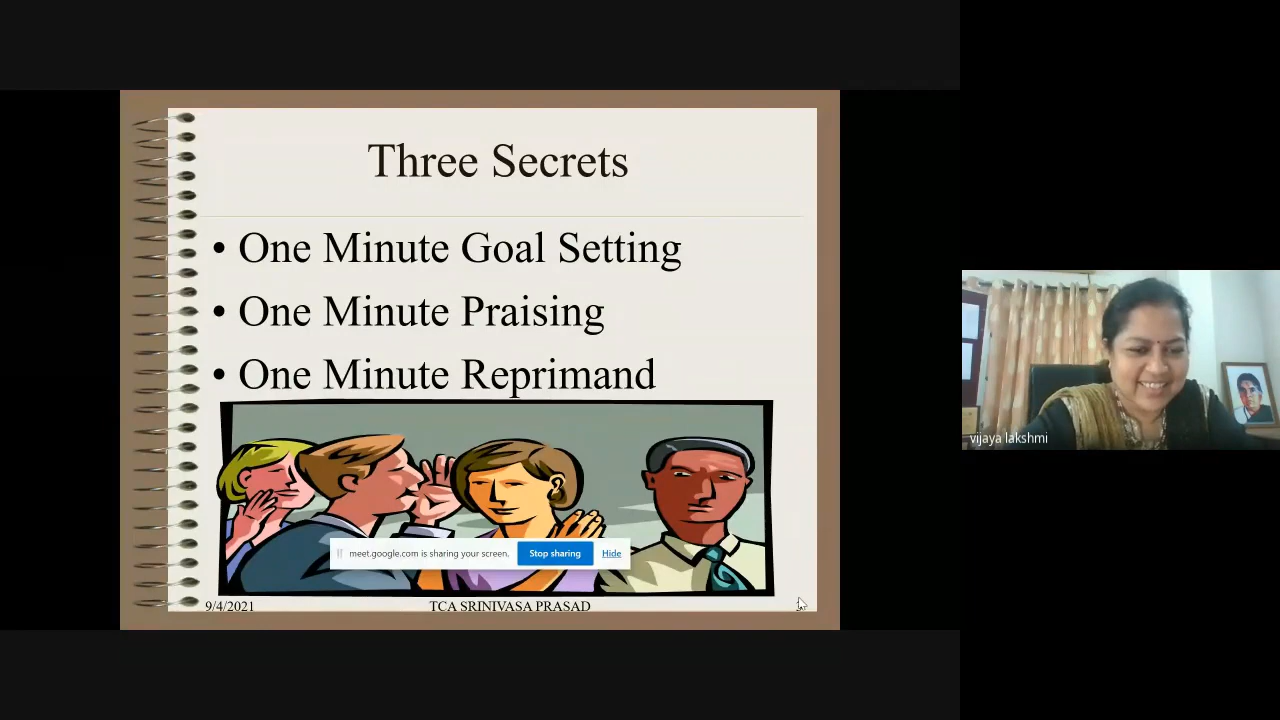 Three Secrets
• One Minute Goal Setting
• One Minute Praising
• One Minute Reprimand
meet.google.com is sharing your screen. Stop sharing Hide
9/4/2021 TCA SRINIVASA PRASAD
vijaya lakshmi